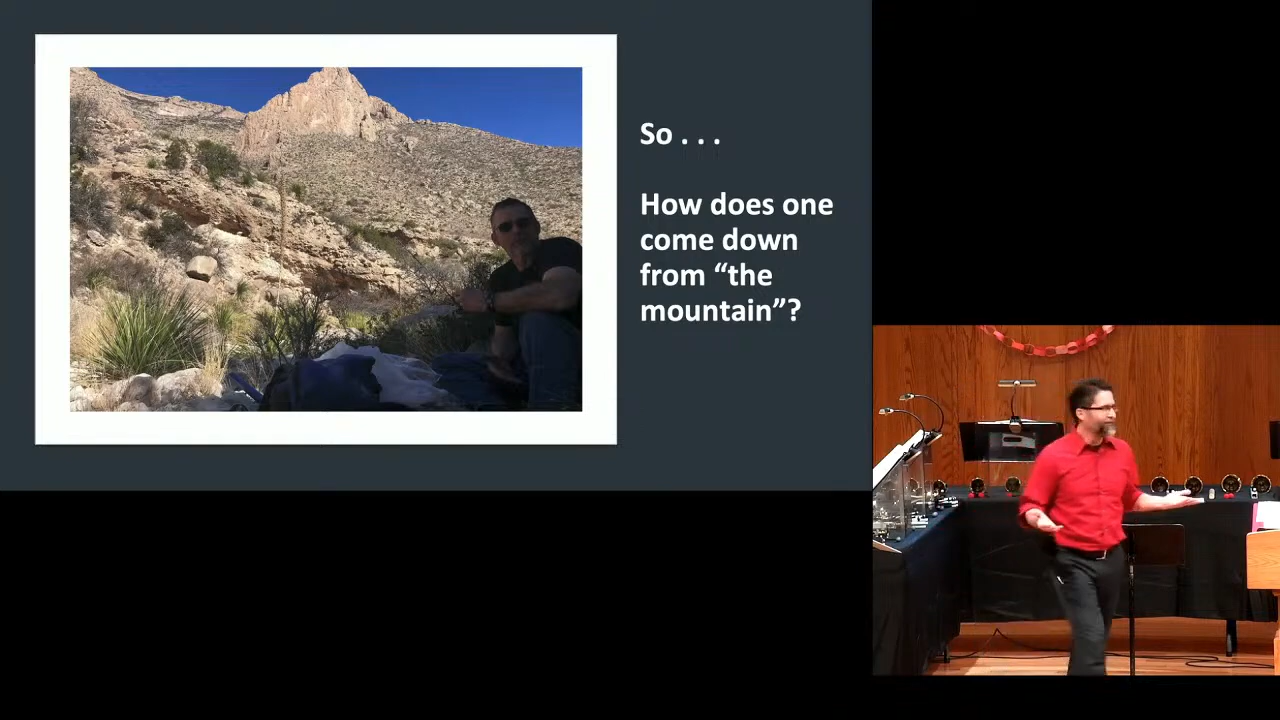 So . . .
How does one
come down
from “the
mountain”?